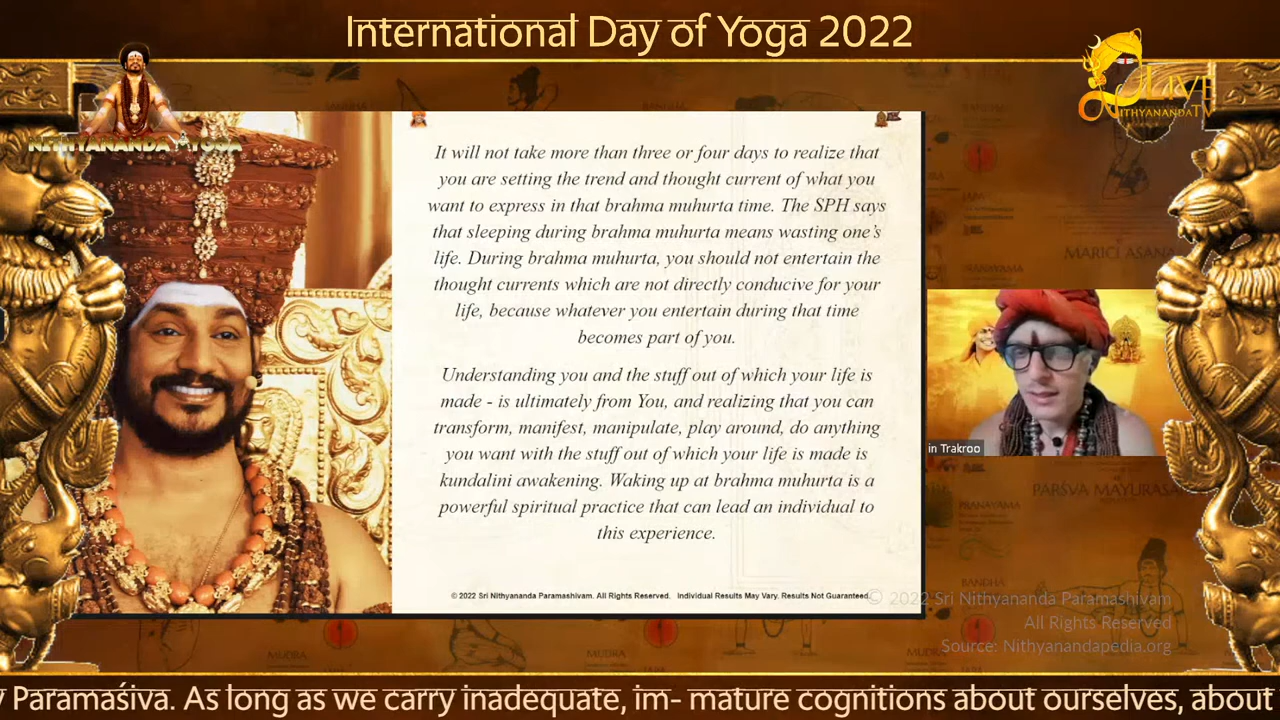 International Day of Yoga 2022
NITHYANANDA YOGA
LIVE
NITHYANANDA TV
It will not take more than three or four days to realize that
you are setting the trend and thought current of what you
want to express in that brahma muhurta time. The SPH says
that sleeping during brahma muhurta means wasting one's
life. During brahma muhurta, you should not entertain the
thought currents which are not directly conducive for your
life, because whatever you entertain during that time
becomes part of you.
Understanding you and the stuff out of which your life is
made - is ultimately from You, and realizing that you can
transform, manifest, manipulate, play around, do anything
you want with the stuff out of which your life is made is
kundalini awakening. Waking up at brahma muhurta is a
powerful spiritual practice that can lead an individual to
this experience.
© 2022 Sri Nithyananda Paramashivam. All Rights Reserved. Individual Results May Vary. Results Not Guaranteed.
MARICI ASANA
in Trakroo
PARSVA MAYURASA
PRANAYAMA
BANDHA
© 2022 Sri Nithyananda Paramashivam
All Rights Reserved
Source: Nithyanandapedia.org
MUDRA
MUDRA
MUDRA
y Paramaśiva. As long as we carry inadequate, im- mature cognitions about ourselves, about